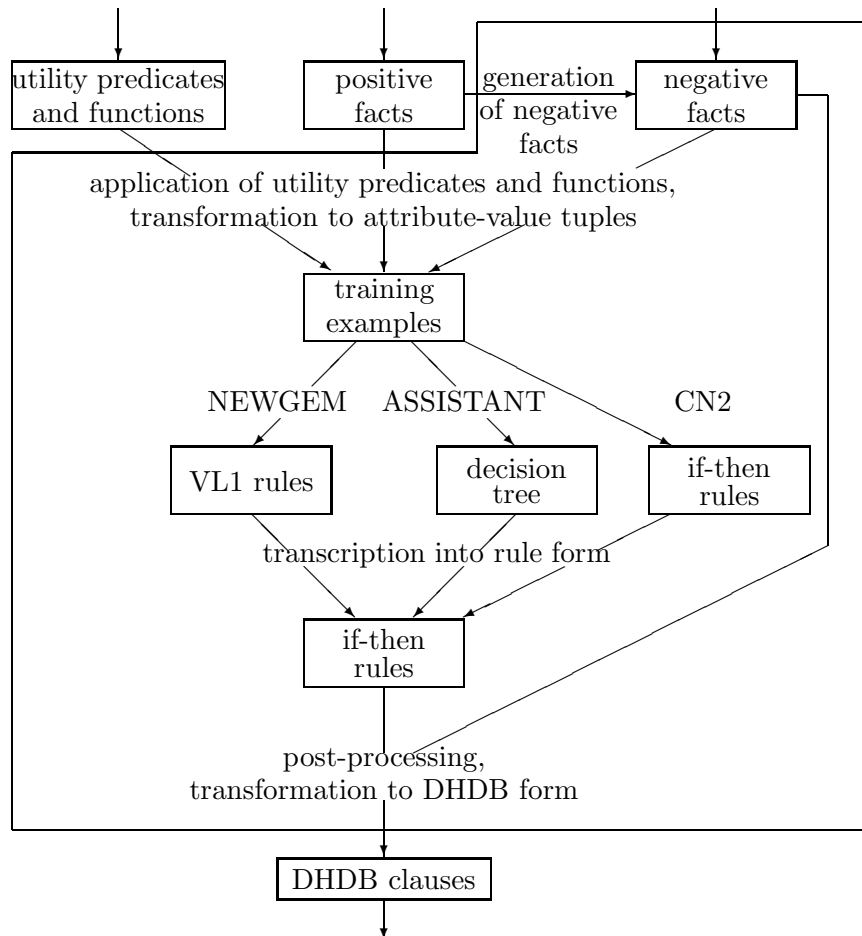 utility predicates
and functions
positive
facts
generation
of negative
facts
negative
facts
application of utility predicates and functions,
transformation to attribute-value tuples
training
examples
NEWGEM
ASSISTANT
CN2
VL1 rules
decision
tree
if-then
rules
transcription into rule form
if-then
rules
post-processing,
transformation to DHDB form
DHDB clauses